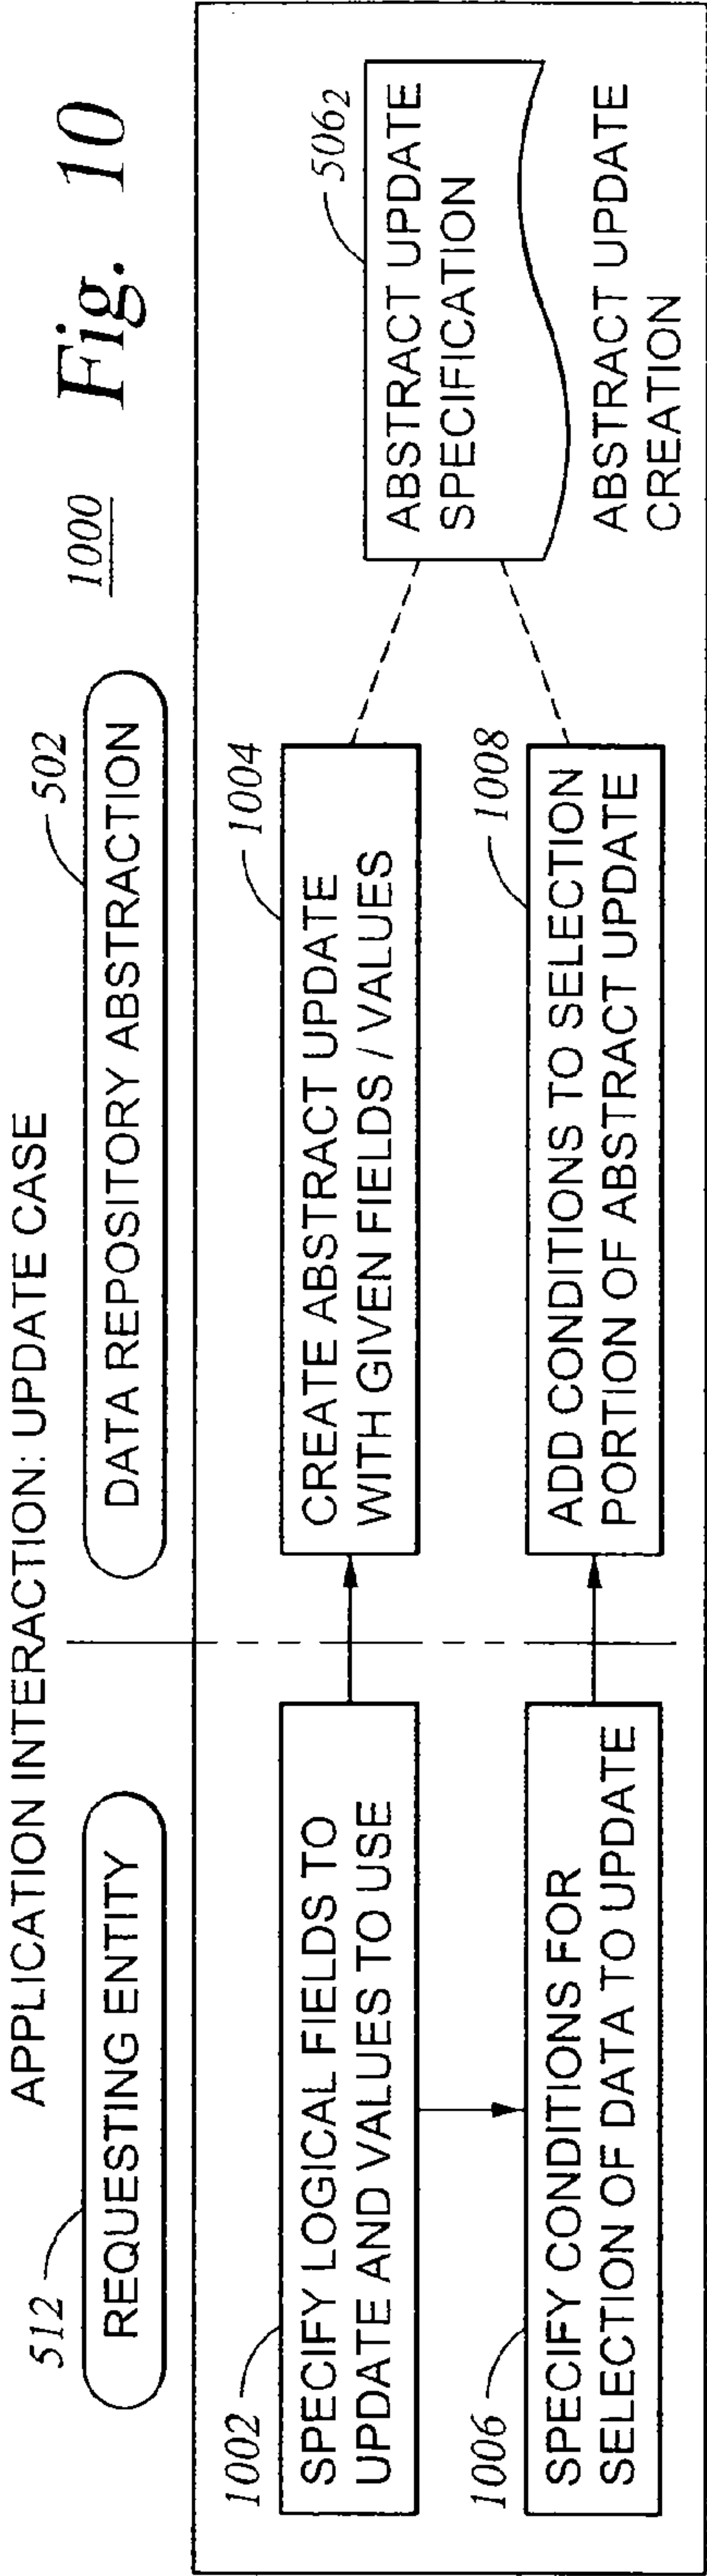 APPLICATION INTERACTION: UPDATE CASE
1000
Fig. 10
512
REQUESTING ENTITY
502
DATA REPOSITORY ABSTRACTION
1002
SPECIFY LOGICAL FIELDS TO
UPDATE AND VALUES TO USE
1004
CREATE ABSTRACT UPDATE
WITH GIVEN FIELDS / VALUES
506₂
ABSTRACT UPDATE
SPECIFICATION
1006
SPECIFY CONDITIONS FOR
SELECTION OF DATA TO UPDATE
1008
ADD CONDITIONS TO SELECTION
PORTION OF ABSTRACT UPDATE
ABSTRACT UPDATE
CREATION